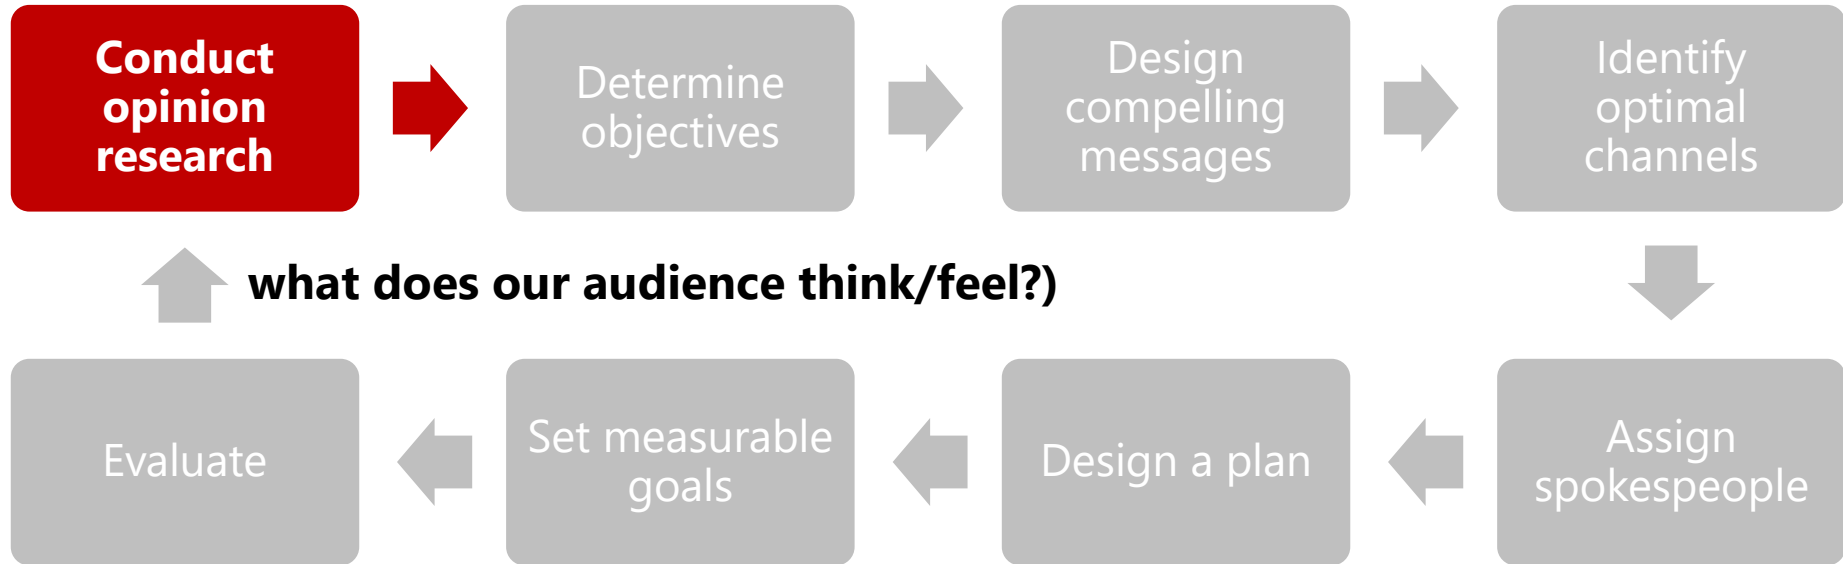 Conduct
opinion
research
Determine
objectives
Design
compelling
messages
Identify
optimal
channels
what does our audience think/feel?)
Evaluate
Set measurable
goals
Design a plan
Assign
spokespeople